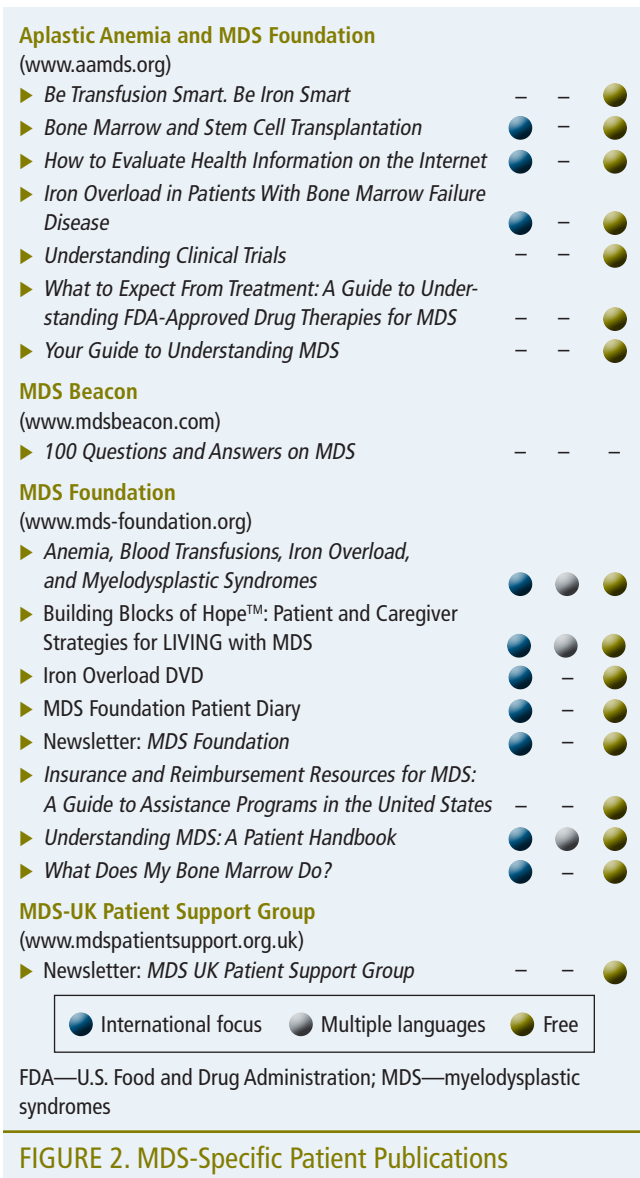 Aplastic Anemia and MDS Foundation
(www.aamds.org)
▶ Be Transfusion Smart. Be Iron Smart – –
▶ Bone Marrow and Stem Cell Transplantation –
▶ How to Evaluate Health Information on the Internet –
▶ Iron Overload in Patients With Bone Marrow Failure
Disease –
▶ Understanding Clinical Trials – –
▶ What to Expect From Treatment: A Guide to Under-
standing FDA-Approved Drug Therapies for MDS – –
▶ Your Guide to Understanding MDS – –
MDS Beacon
(www.mdsbeacon.com)
▶ 100 Questions and Answers on MDS – – –
MDS Foundation
(www.mds-foundation.org)
▶ Anemia, Blood Transfusions, Iron Overload,
and Myelodysplastic Syndromes
▶ Building Blocks of Hope™: Patient and Caregiver
Strategies for LIVING with MDS
▶ Iron Overload DVD –
▶ MDS Foundation Patient Diary –
▶ Newsletter: MDS Foundation –
▶ Insurance and Reimbursement Resources for MDS:
A Guide to Assistance Programs in the United States – –
▶ Understanding MDS: A Patient Handbook
▶ What Does My Bone Marrow Do? –
MDS-UK Patient Support Group
(www.mdspatientsupport.org.uk)
▶ Newsletter: MDS UK Patient Support Group – –
International focus Multiple languages Free
FDA—U.S. Food and Drug Administration; MDS—myelodysplastic
syndromes
FIGURE 2. MDS-Specific Patient Publications